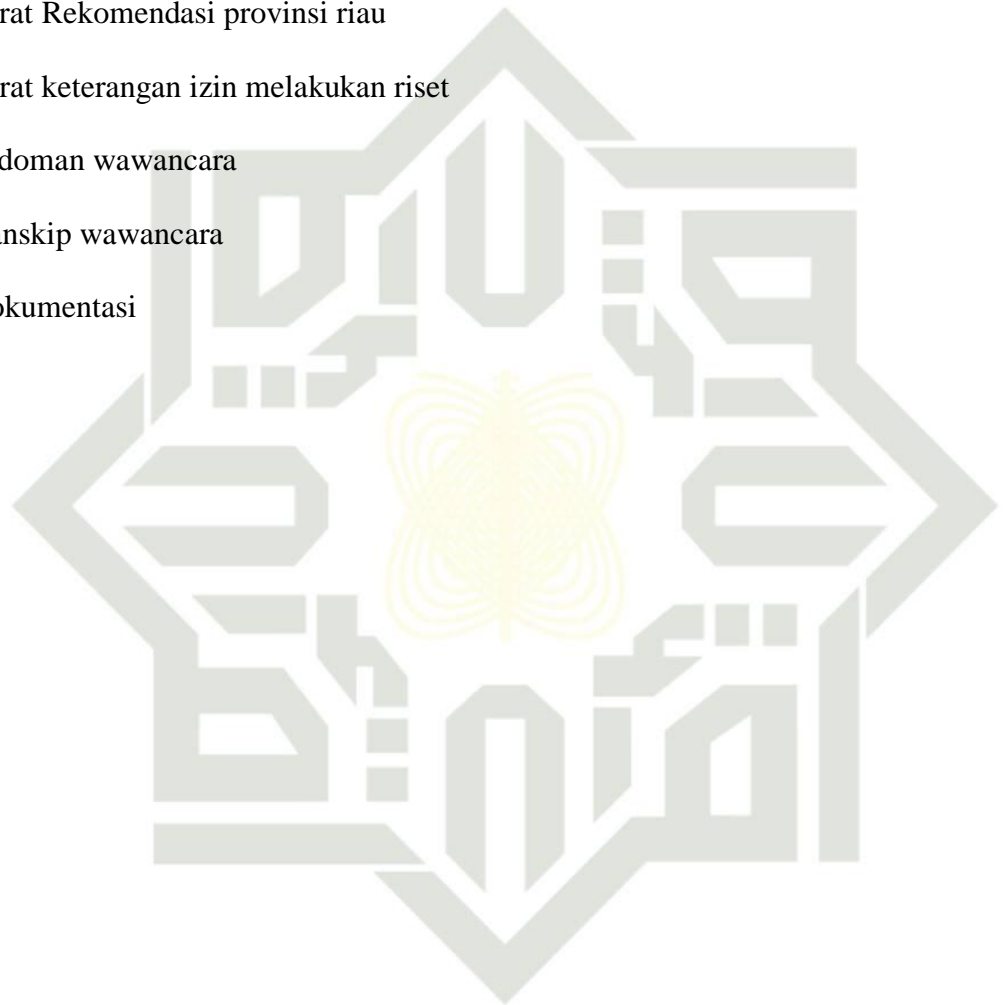 rat Rekomendasi provinsi riau
rat keterangan izin melakukan riset
doman wawancara
anskip wawancara
okumentasi